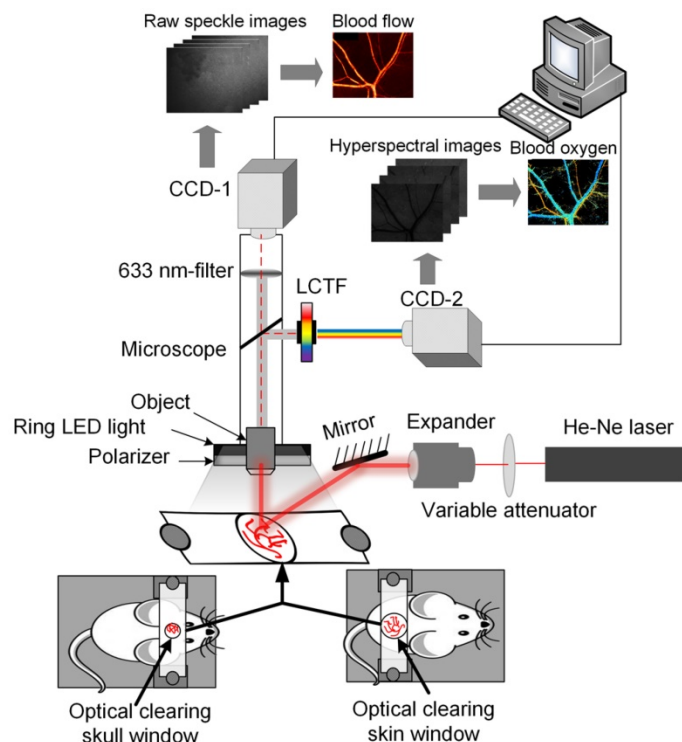 Raw speckle images
Blood flow
CCD-1
Hyperspectral images
Blood oxygen
633 nm-filter
LCTF
CCD-2
Microscope
Object
Ring LED light
Polarizer
Mirror
Expander
He-Ne laser
Variable attenuator
Optical clearing
skull window
Optical clearing
skin window